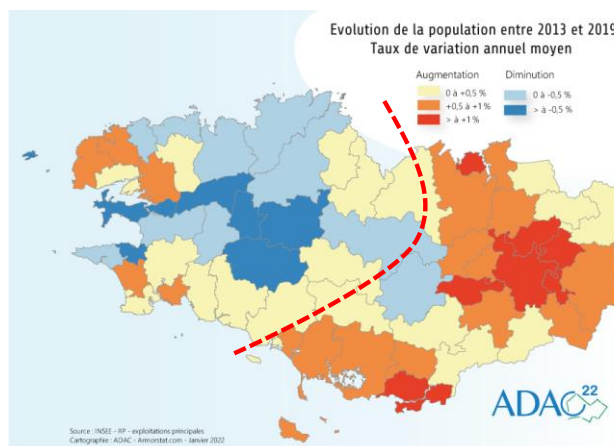 Evolution de la population entre 2013 et 2019
Taux de variation annuel moyen
Augmentation
Diminution
0 à +0,5 %
0 à -0,5 %
+0,5 à +1 %
> à -0,5 %
> à +1 %
ADAC 22
Source : INSEE - RP - exploitations principales
Cartographie : ADAC - Armorstat.com - Janvier 2022